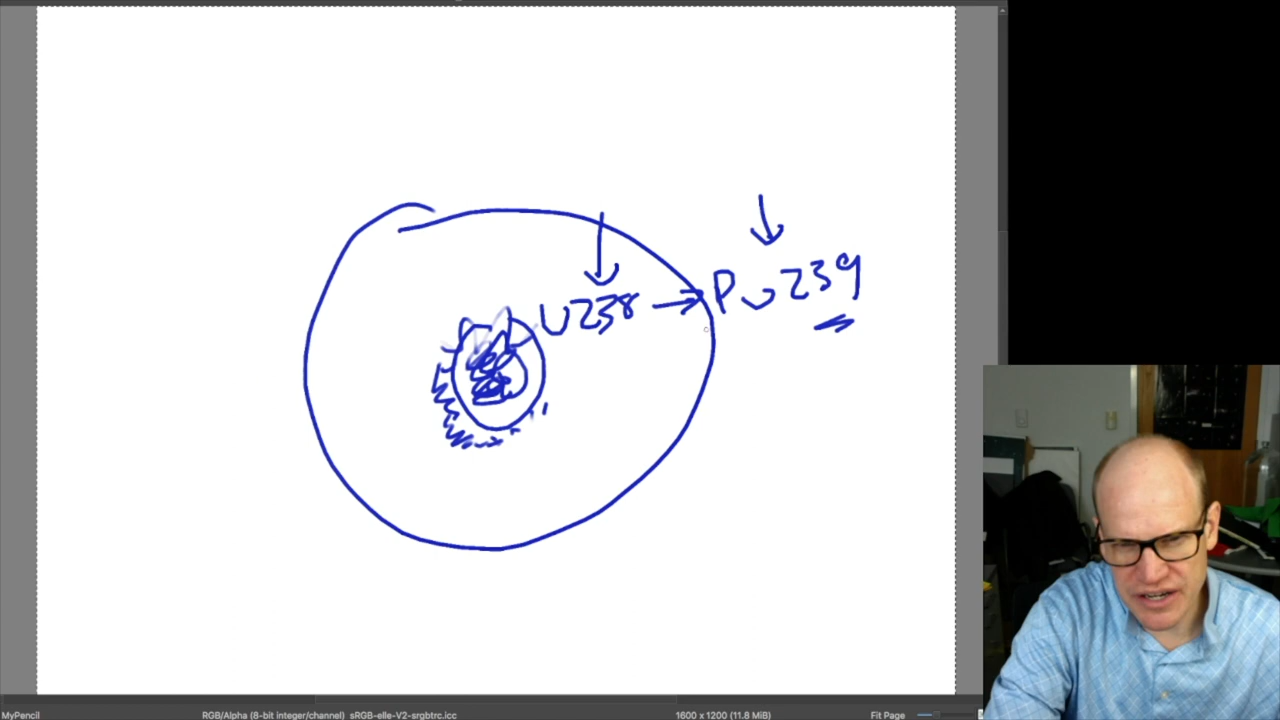 U238 → Pu239
MyPencil
RGB/Alpha (8-bit integer/channel) sRGB-elle-V2-srgbtrc.icc
1600 x 1200 (11.8 MiB)
Fit Page